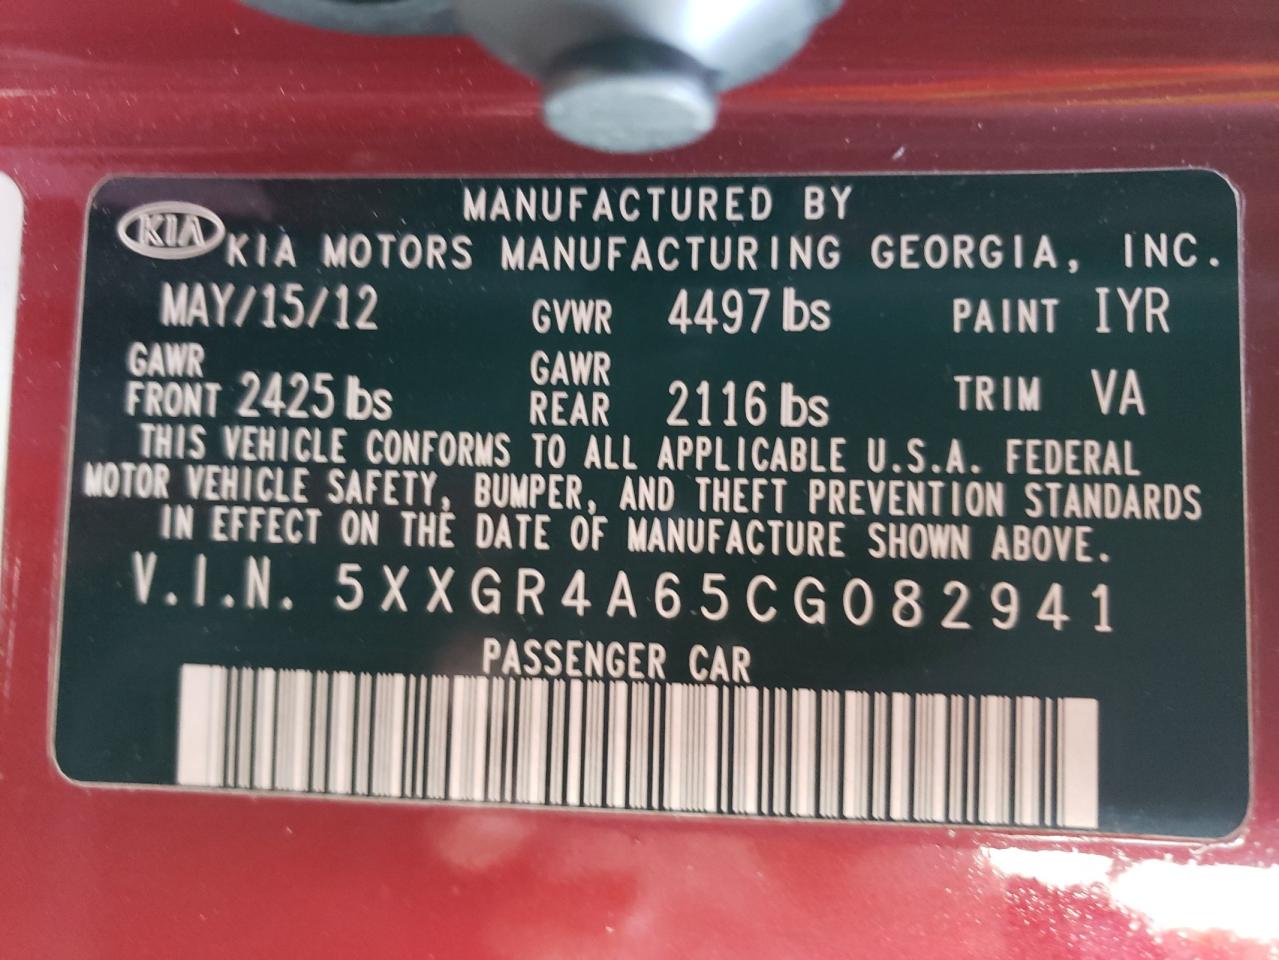 MANUFACTURED BY
KIA KIA MOTORS MANUFACTURING GEORGIA, INC.
MAY/15/12 GVWR 4497 lbs PAINT IYR
GAWR FRONT 2425 lbs GAWR REAR 2116 lbs TRIM VA
THIS VEHICLE CONFORMS TO ALL APPLICABLE U.S.A. FEDERAL
MOTOR VEHICLE SAFETY, BUMPER, AND THEFT PREVENTION STANDARDS
IN EFFECT ON THE DATE OF MANUFACTURE SHOWN ABOVE.
V.I.N. 5XXGR4A65CG082941
PASSENGER CAR